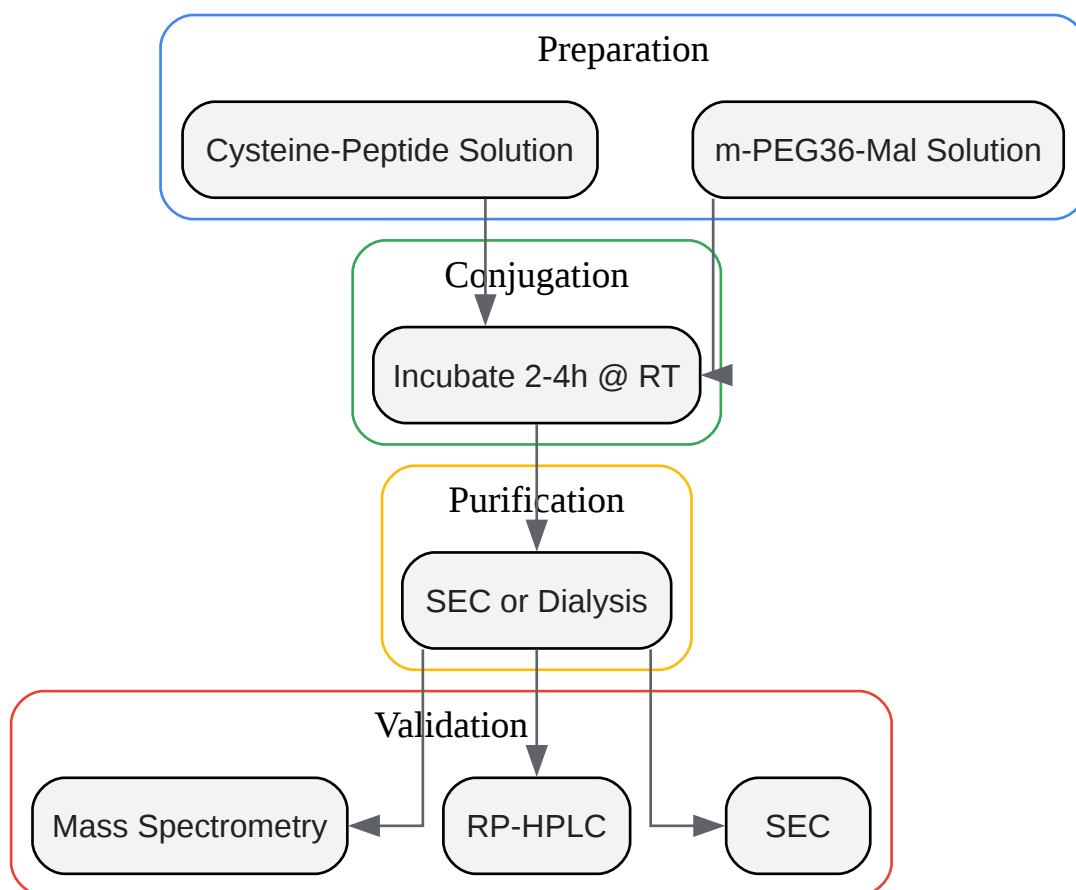 Preparation
Cysteine-Peptide Solution
m-PEG36-Mal Solution
Conjugation
Incubate 2-4h @ RT
Purification
SEC or Dialysis
Validation
Mass Spectrometry
RP-HPLC
SEC